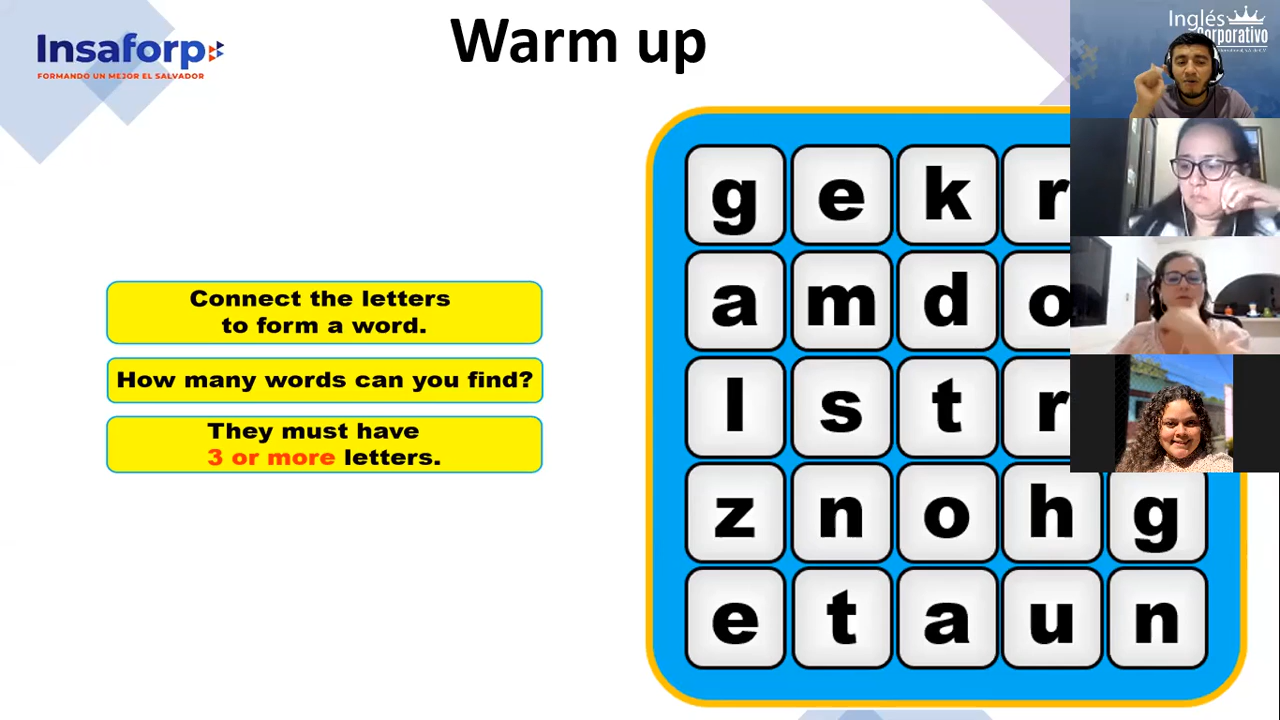 Warm up
Insaforp
FORMANDO UN MEJOR EL SALVADOR
Inglés
Corporativo
Connect the letters
to form a word.
How many words can you find?
They must have
3 or more letters.
g e k r
a m d o
l s t r
z n o h g
e t a u n